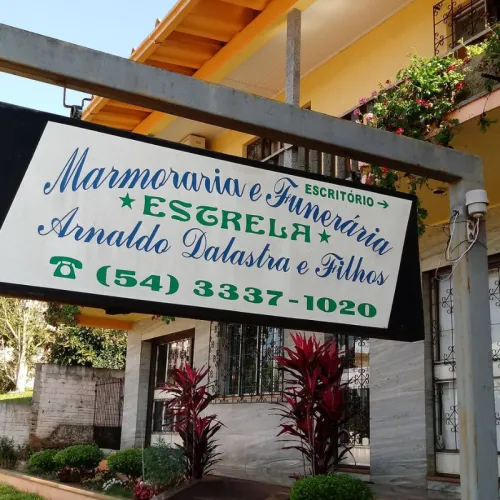 Marmoraria e Funerária
ESCRITÓRIO →
★ ESTRELA ★
Arnaldo Dalastra e Filhos
☎ (54) 3337-1020